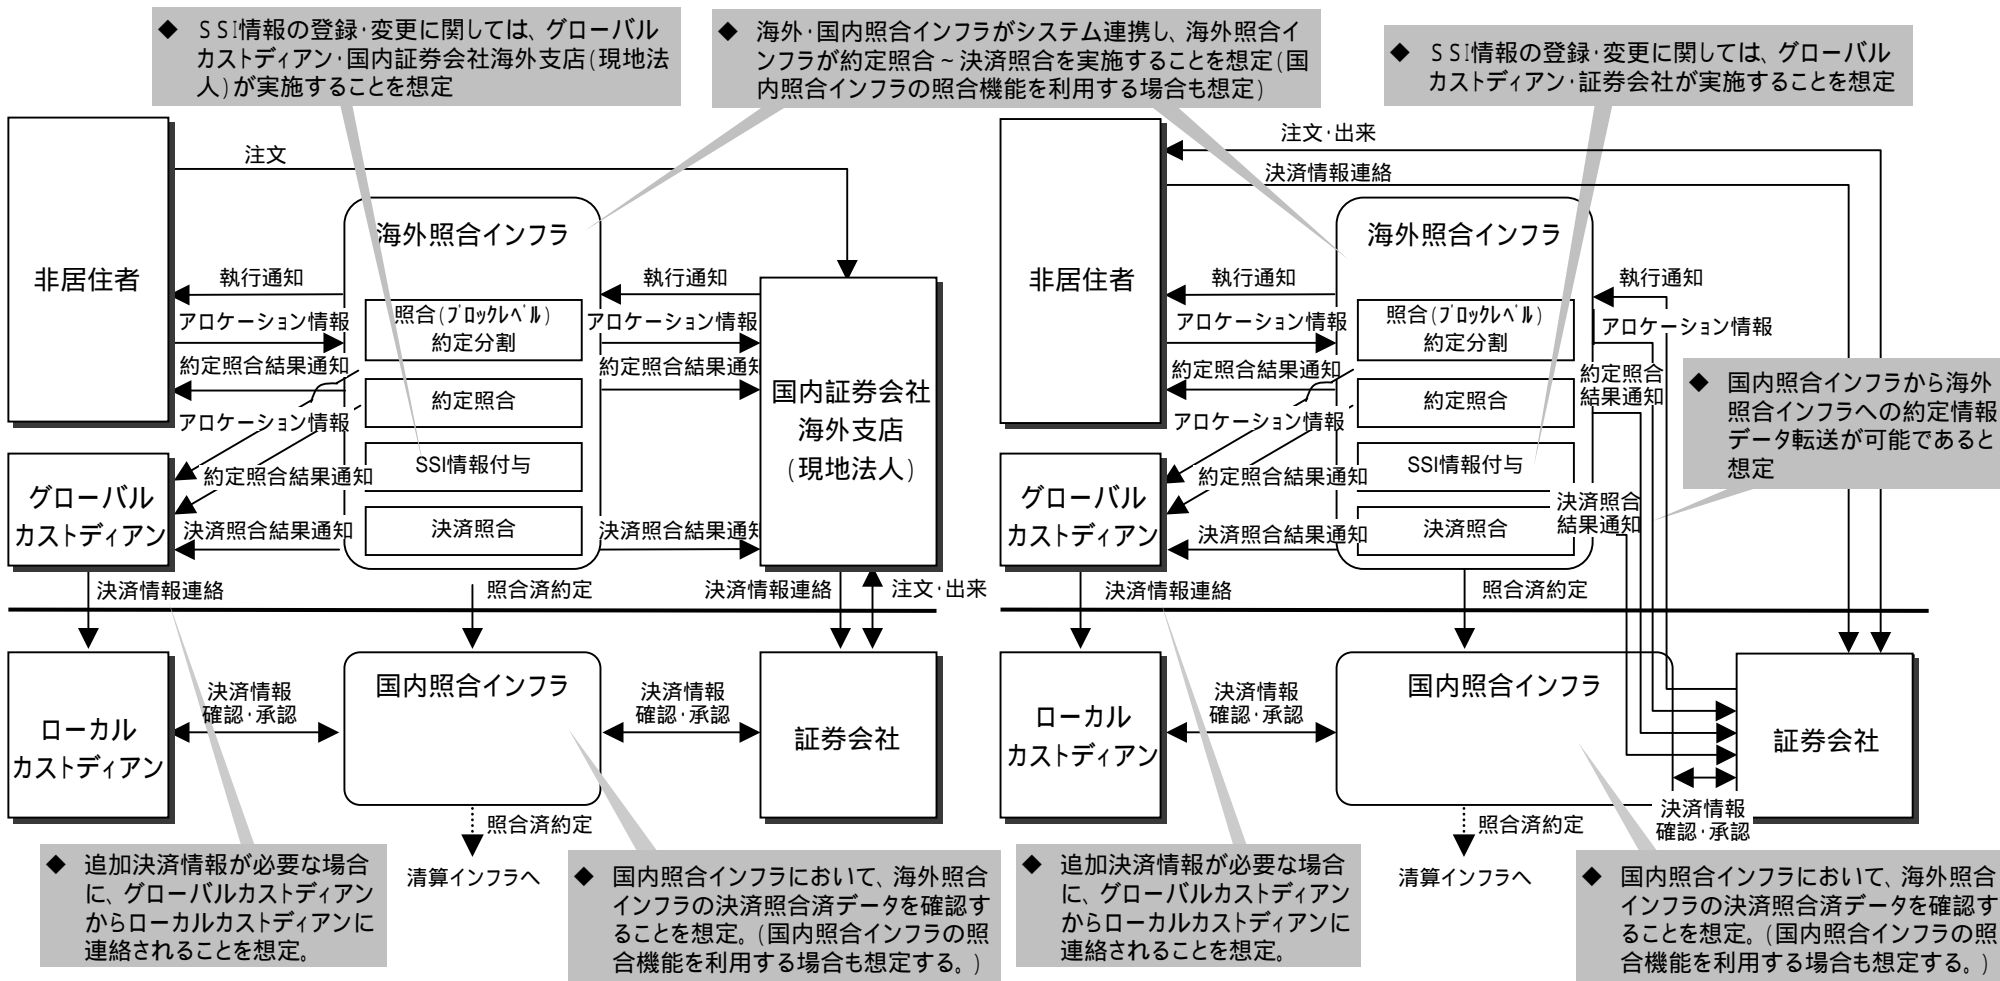 ◆ ＳＳＩ情報の登録・変更に関しては、グローバル
カストディアン・国内証券会社海外支店(現地法
人)が実施することを想定
◆ 海外・国内照合インフラがシステム連携し、海外照合イ
ンフラが約定照合～決済照合を実施することを想定(国
内照合インフラの照合機能を利用する場合も想定)
◆ ＳＳＩ情報の登録・変更に関しては、グローバル
カストディアン・証券会社が実施することを想定
注文
非居住者
海外照合インフラ
執行通知
執行通知
照合(ﾌﾞﾛｯｸﾚﾍﾞﾙ)
約定分割
アロケーション情報
アロケーション情報
約定照合結果通知
約定照合結果通知
約定照合
アロケーション情報
SSI情報付与
約定照合結果通知
決済照合
決済照合結果通知
決済照合結果通知
国内証券会社
海外支店
(現地法人)
グローバル
カストディアン
決済情報連絡
照合済約定
決済情報連絡
注文・出来
ローカル
カストディアン
決済情報
確認・承認
国内照合インフラ
決済情報
確認・承認
証券会社
照合済約定
清算インフラへ
◆ 追加決済情報が必要な場合
に、グローバルカストディアン
からローカルカストディアンに
連絡されることを想定。
◆ 国内照合インフラにおいて、海外照合
インフラの決済照合済データを確認す
ることを想定。(国内照合インフラの照
合機能を利用する場合も想定する。)
注文・出来
決済情報連絡
非居住者
海外照合インフラ
執行通知
執行通知
照合(ﾌﾞﾛｯｸﾚﾍﾞﾙ)
約定分割
アロケーション情報
アロケーション情報
約定照合結果通知
約定照合
結果通知
約定照合
アロケーション情報
SSI情報付与
約定照合結果通知
決済照合
決済照合結果通知
決済照合
結果通知
◆ 国内照合インフラから海外
照合インフラへの約定情報
データ転送が可能であると
想定
グローバル
カストディアン
決済情報連絡
照合済約定
ローカル
カストディアン
決済情報
確認・承認
国内照合インフラ
証券会社
決済情報
確認・承認
照合済約定
清算インフラへ
◆ 追加決済情報が必要な場合
に、グローバルカストディアン
からローカルカストディアンに
連絡されることを想定。
◆ 国内照合インフラにおいて、海外照合
インフラの決済照合済データを確認す
ることを想定。(国内照合インフラの照
合機能を利用する場合も想定する。)